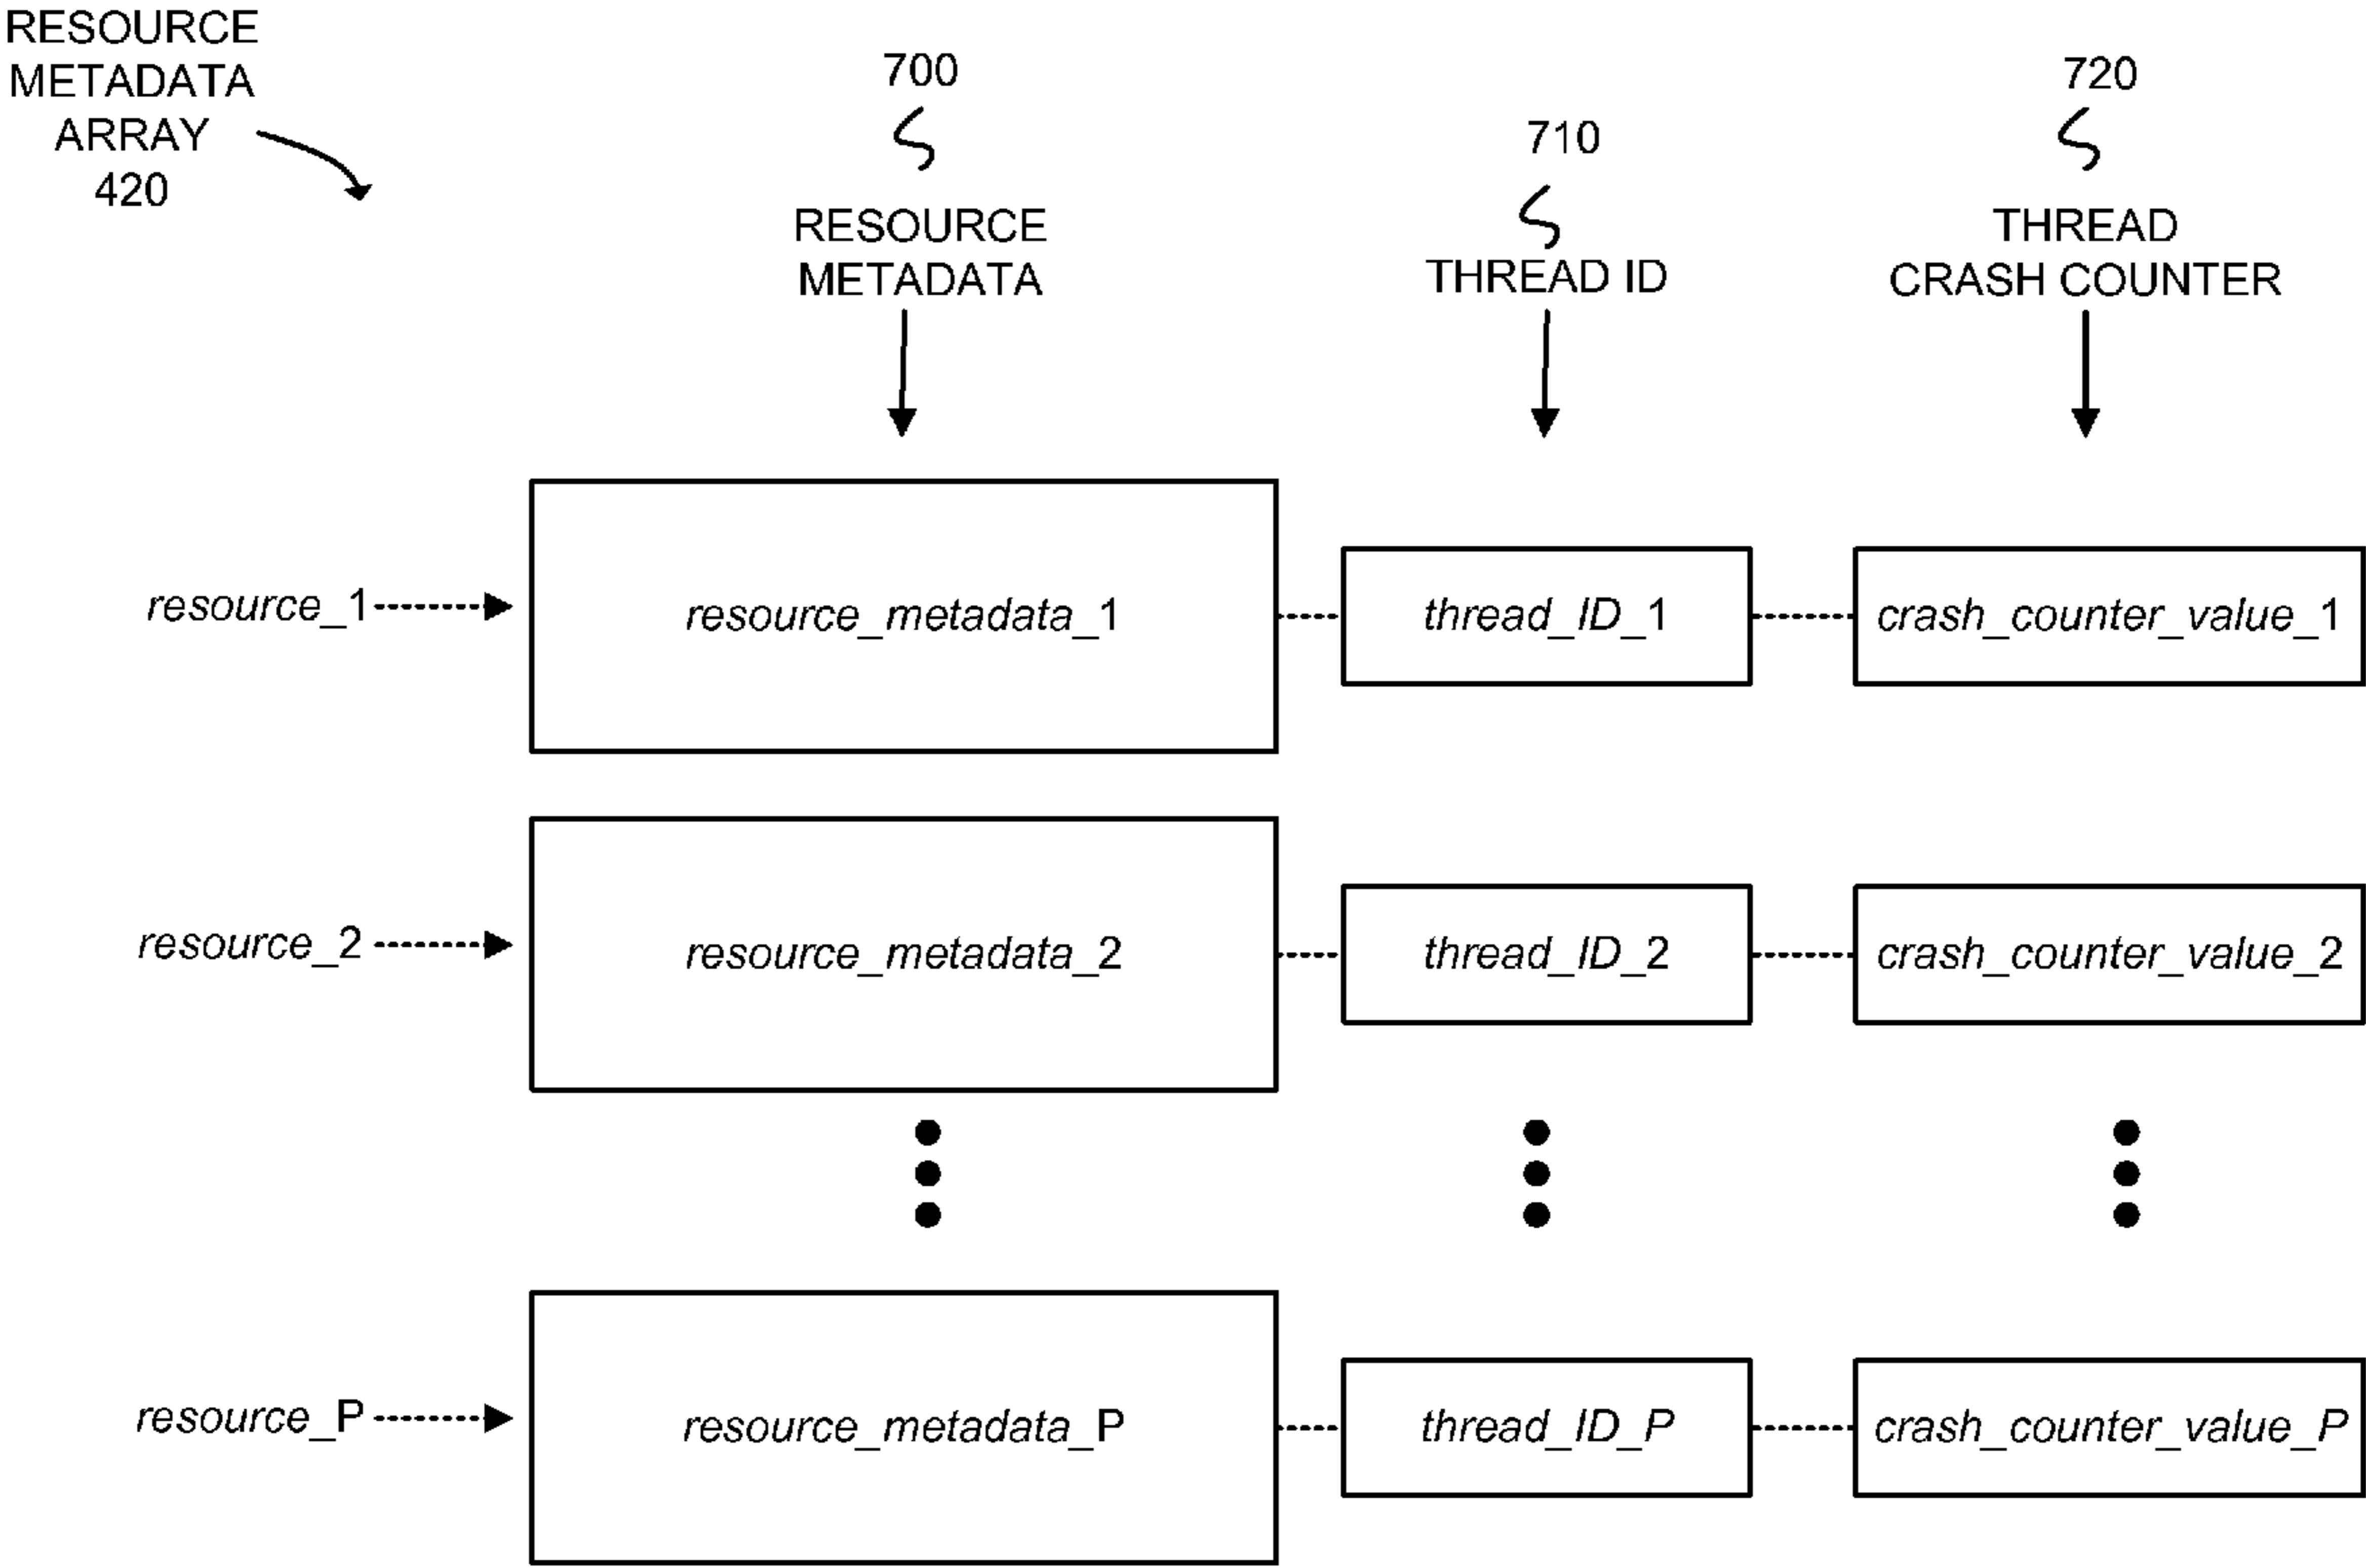 RESOURCE
METADATA
ARRAY
420
700
RESOURCE
METADATA
710
THREAD ID
720
THREAD
CRASH COUNTER
resource_1
resource_metadata_1
thread_ID_1
crash_counter_value_1
resource_2
resource_metadata_2
thread_ID_2
crash_counter_value_2
resource_P
resource_metadata_P
thread_ID_P
crash_counter_value_P